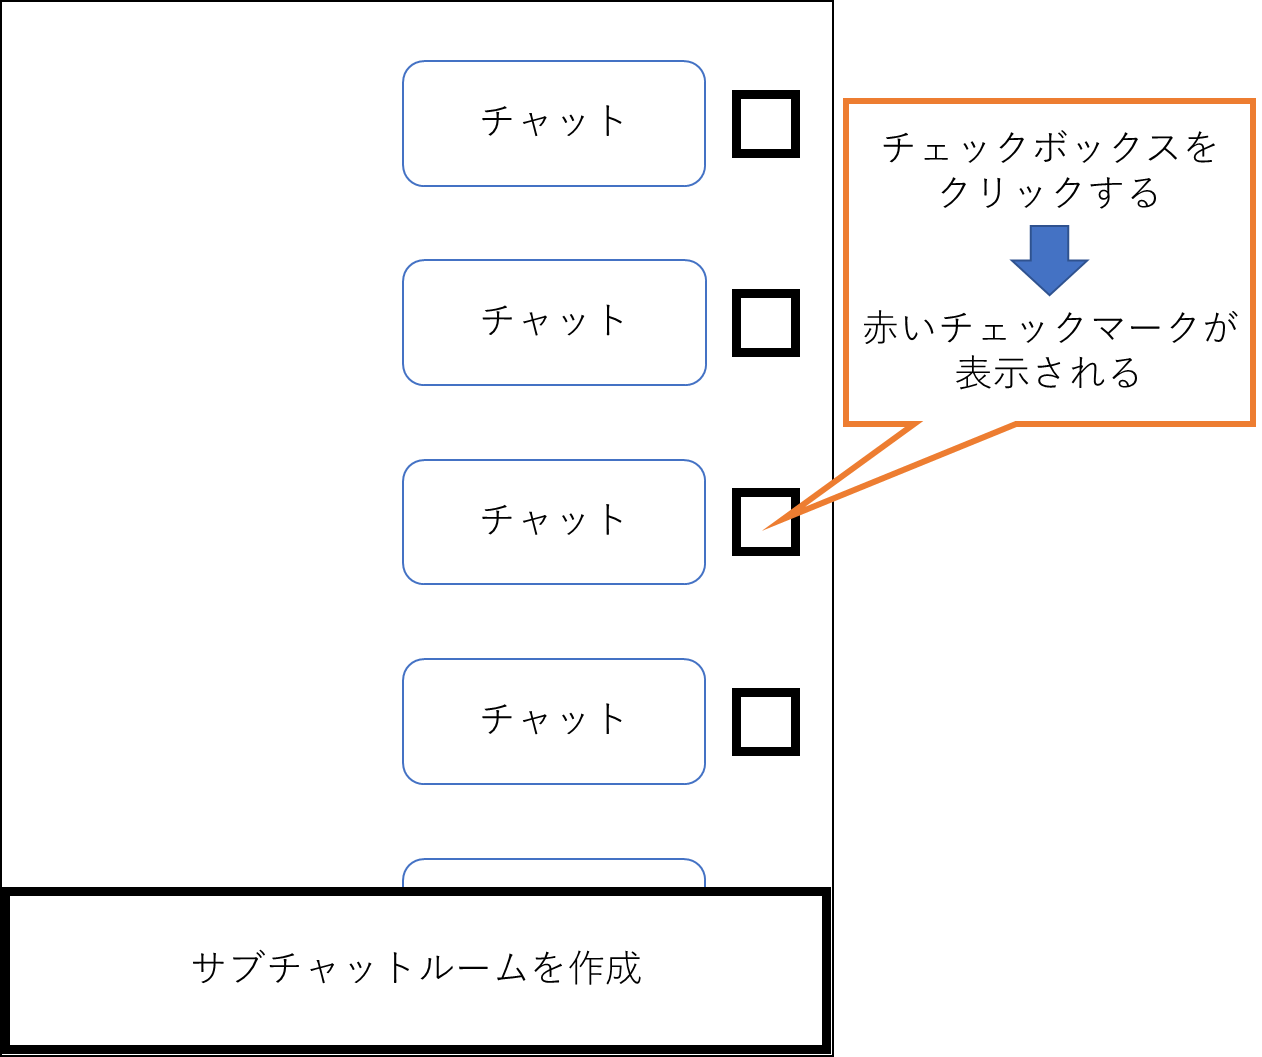 チャット
チェックボックスを
クリックする
チャット
赤いチェックマークが
表示される
チャット
チャット
サブチャットルームを作成